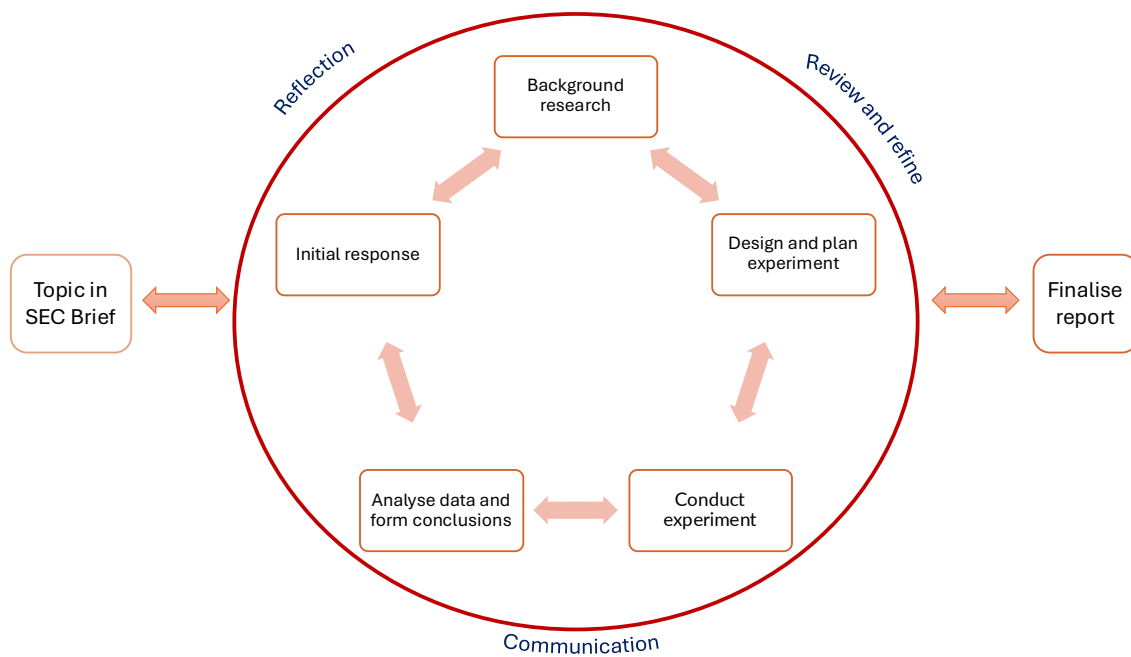 Reflection
Review and refine
Background
research
Initial response
Design and plan
experiment
Topic in
SEC Brief
Finalise
report
Analyse data and
form conclusions
Conduct
experiment
Communication